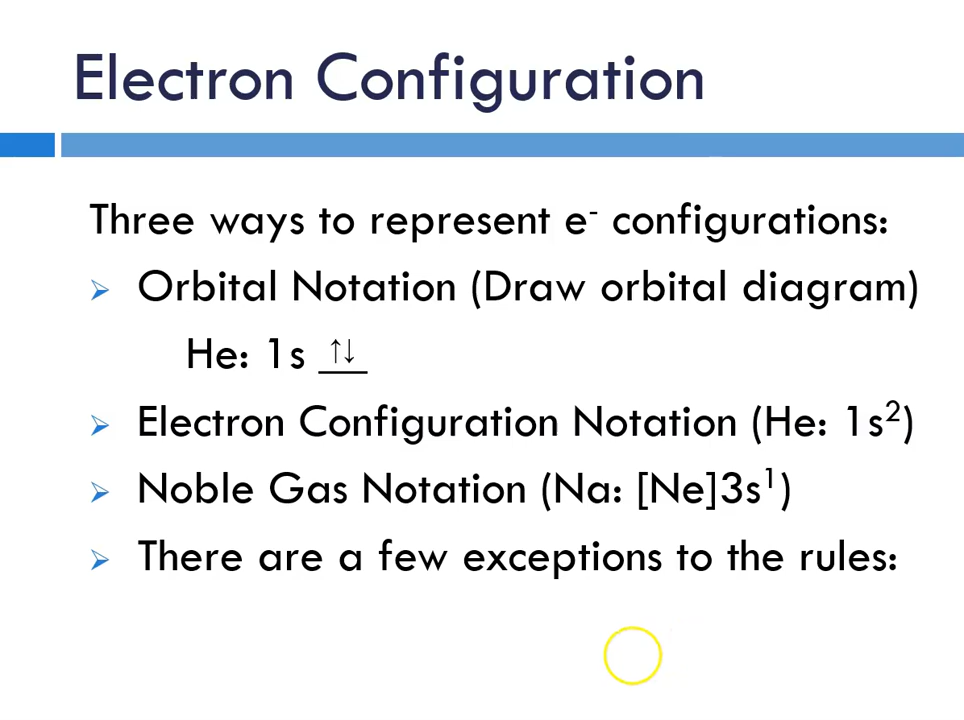 Electron Configuration
Three ways to represent e⁻ configurations:
➢ Orbital Notation (Draw orbital diagram)
He: 1s ↑↓
➢ Electron Configuration Notation (He: 1s²)
➢ Noble Gas Notation (Na: [Ne]3s¹)
➢ There are a few exceptions to the rules: